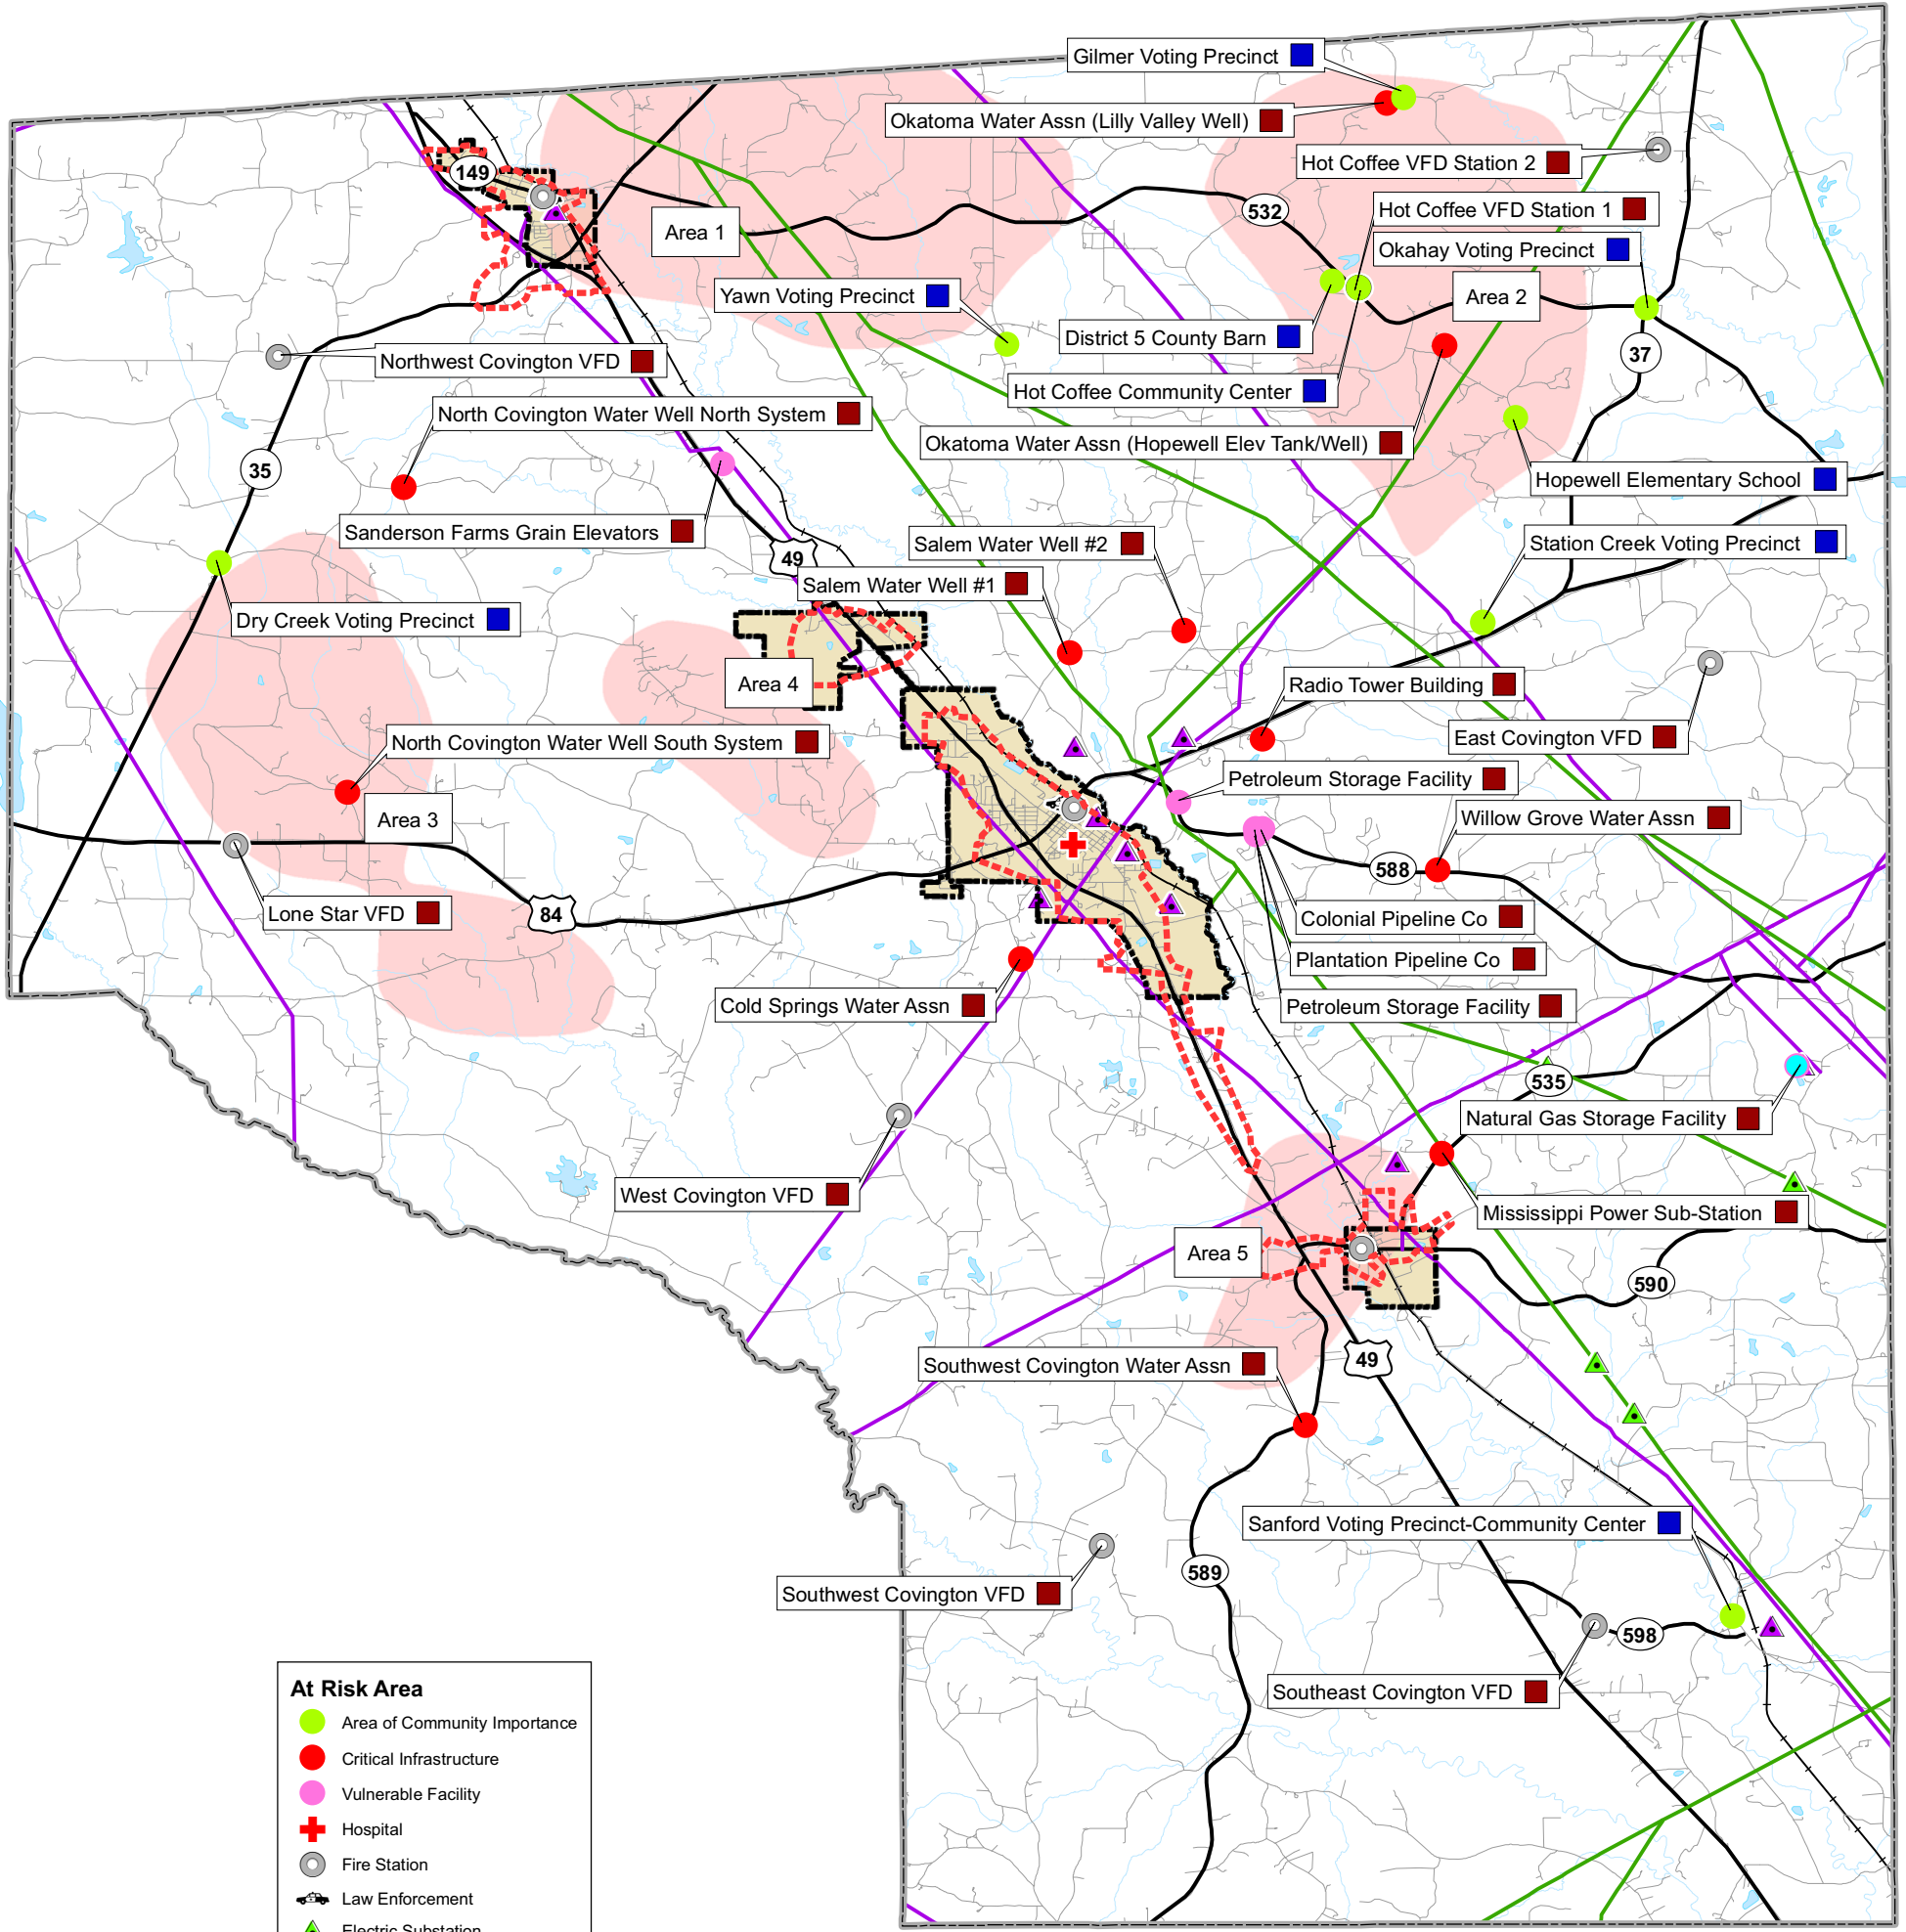 Gilmer Voting Precinct
Okatoma Water Assn (Lilly Valley Well)
Hot Coffee VFD Station 2
149
532
Hot Coffee VFD Station 1
Area 1
Okahay Voting Precinct
Yawn Voting Precinct
Area 2
District 5 County Barn
37
Northwest Covington VFD
Hot Coffee Community Center
North Covington Water Well North System
Okatoma Water Assn (Hopewell Elev Tank/Well)
35
Hopewell Elementary School
Sanderson Farms Grain Elevators
Salem Water Well #2
Station Creek Voting Precinct
49
Salem Water Well #1
Dry Creek Voting Precinct
Area 4
Radio Tower Building
North Covington Water Well South System
East Covington VFD
Petroleum Storage Facility
Area 3
Willow Grove Water Assn
588
Lone Star VFD
84
Colonial Pipeline Co
Plantation Pipeline Co
Cold Springs Water Assn
Petroleum Storage Facility
535
Natural Gas Storage Facility
West Covington VFD
Mississippi Power Sub-Station
Area 5
590
Southwest Covington Water Assn
49
Sanford Voting Precinct-Community Center
589
Southwest Covington VFD
598
Southeast Covington VFD
At Risk Area
Area of Community Importance
Critical Infrastructure
Vulnerable Facility
Hospital
Fire Station
Law Enforcement
Electric Substation